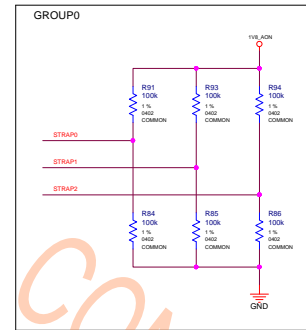 GROUP0
1V8_AON
R91
100k
1 %
0402
COMMON
R93
100k
1 %
0402
COMMON
R94
100k
1 %
0402
COMMON
STRAP0
STRAP1
STRAP2
R84
100k
1 %
0402
COMMON
R85
100k
1 %
0402
COMMON
R86
100k
1 %
0402
COMMON
GND